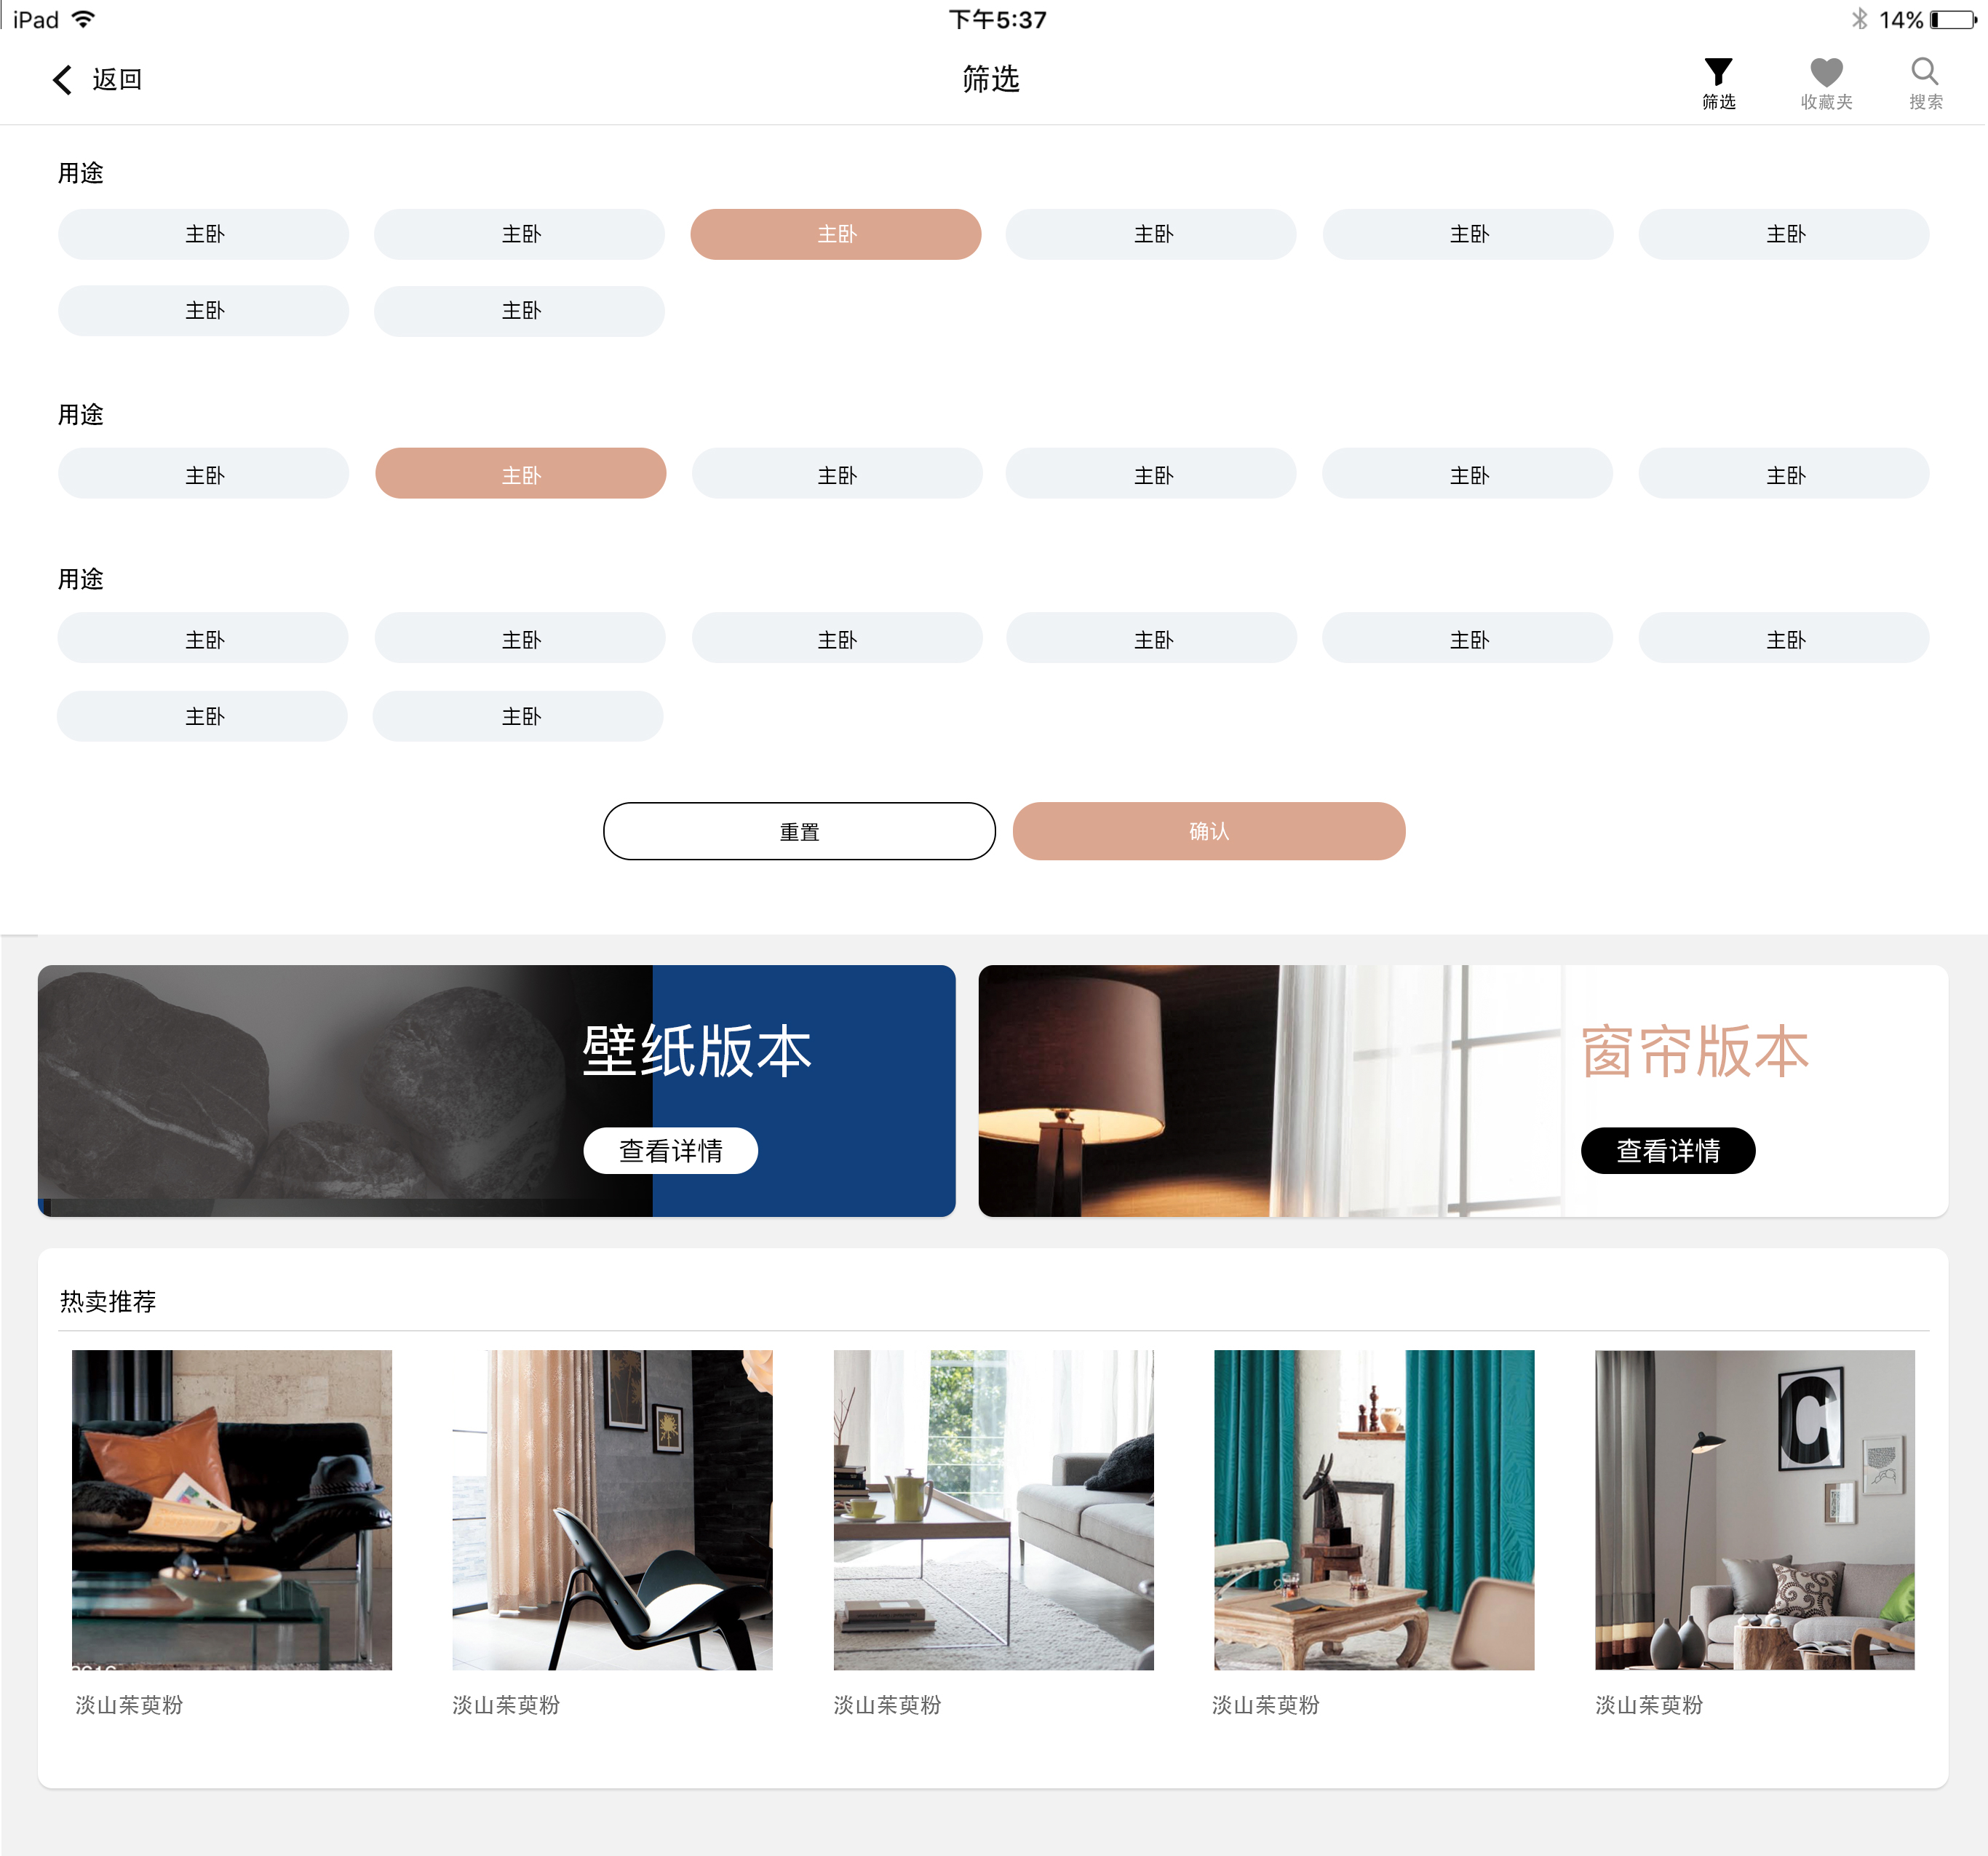 iPad 下午5:37 14%
返回 筛选 筛选 收藏夹 搜索
用途
主卧 主卧 主卧 主卧 主卧 主卧
主卧 主卧
用途
主卧 主卧 主卧 主卧 主卧 主卧
用途
主卧 主卧 主卧 主卧 主卧 主卧
主卧 主卧
重置 确认
壁纸版本
查看详情
窗帘版本
查看详情
热卖推荐
C
淡山茱萸粉 淡山茱萸粉 淡山茱萸粉 淡山茱萸粉 淡山茱萸粉